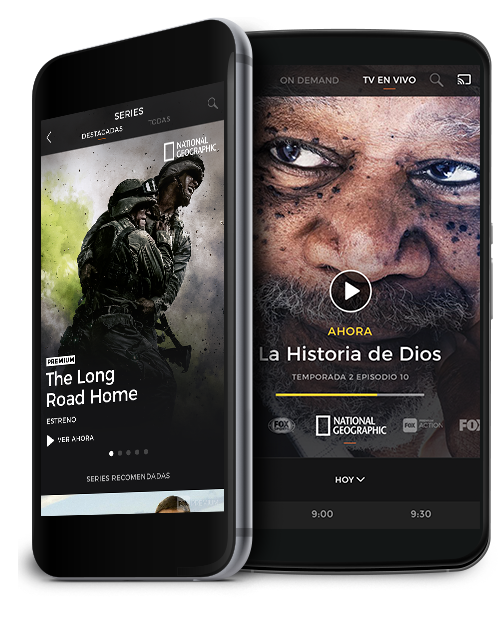 SERIES
DESTACADAS
TODAS
NATIONAL
GEOGRAPHIC
PREMIUM
The Long
Road Home
ESTRENO
VER AHORA
SERIES RECOMENDADAS
ON DEMAND
TV EN VIVO
AHORA
La Historia de Dios
TEMPORADA 2 EPISODIO 10
FOX
NATIONAL
GEOGRAPHIC
FOX
ACTION
FOX
HOY
9:00
9:30